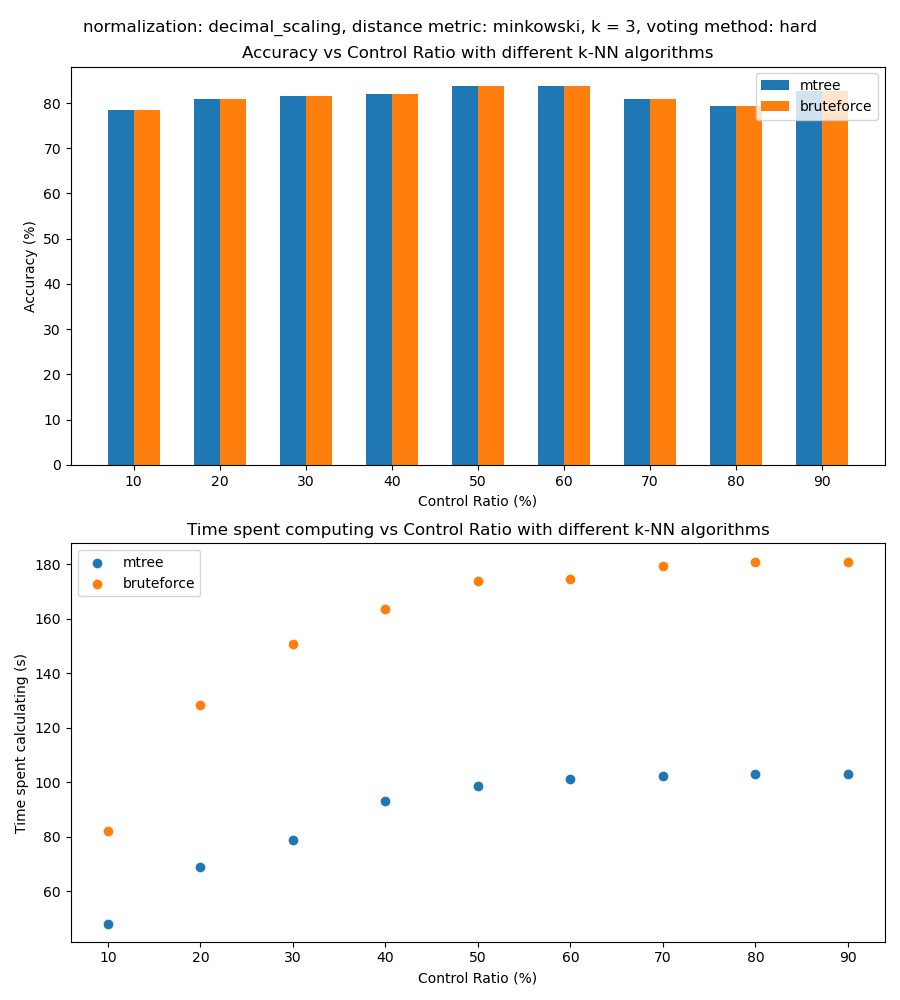 normalization: decimal_scaling, distance metric: minkowski, k = 3, voting method: hard
Accuracy vs Control Ratio with different k-NN algorithms
mtree
bruteforce
80
70
60
50
40
30
20
10
0
Accuracy (%)
10 20 30 40 50 60 70 80 90
Control Ratio (%)
Time spent computing vs Control Ratio with different k-NN algorithms
mtree
bruteforce
180
160
140
120
100
80
60
Time spent calculating (s)
10 20 30 40 50 60 70 80 90
Control Ratio (%)